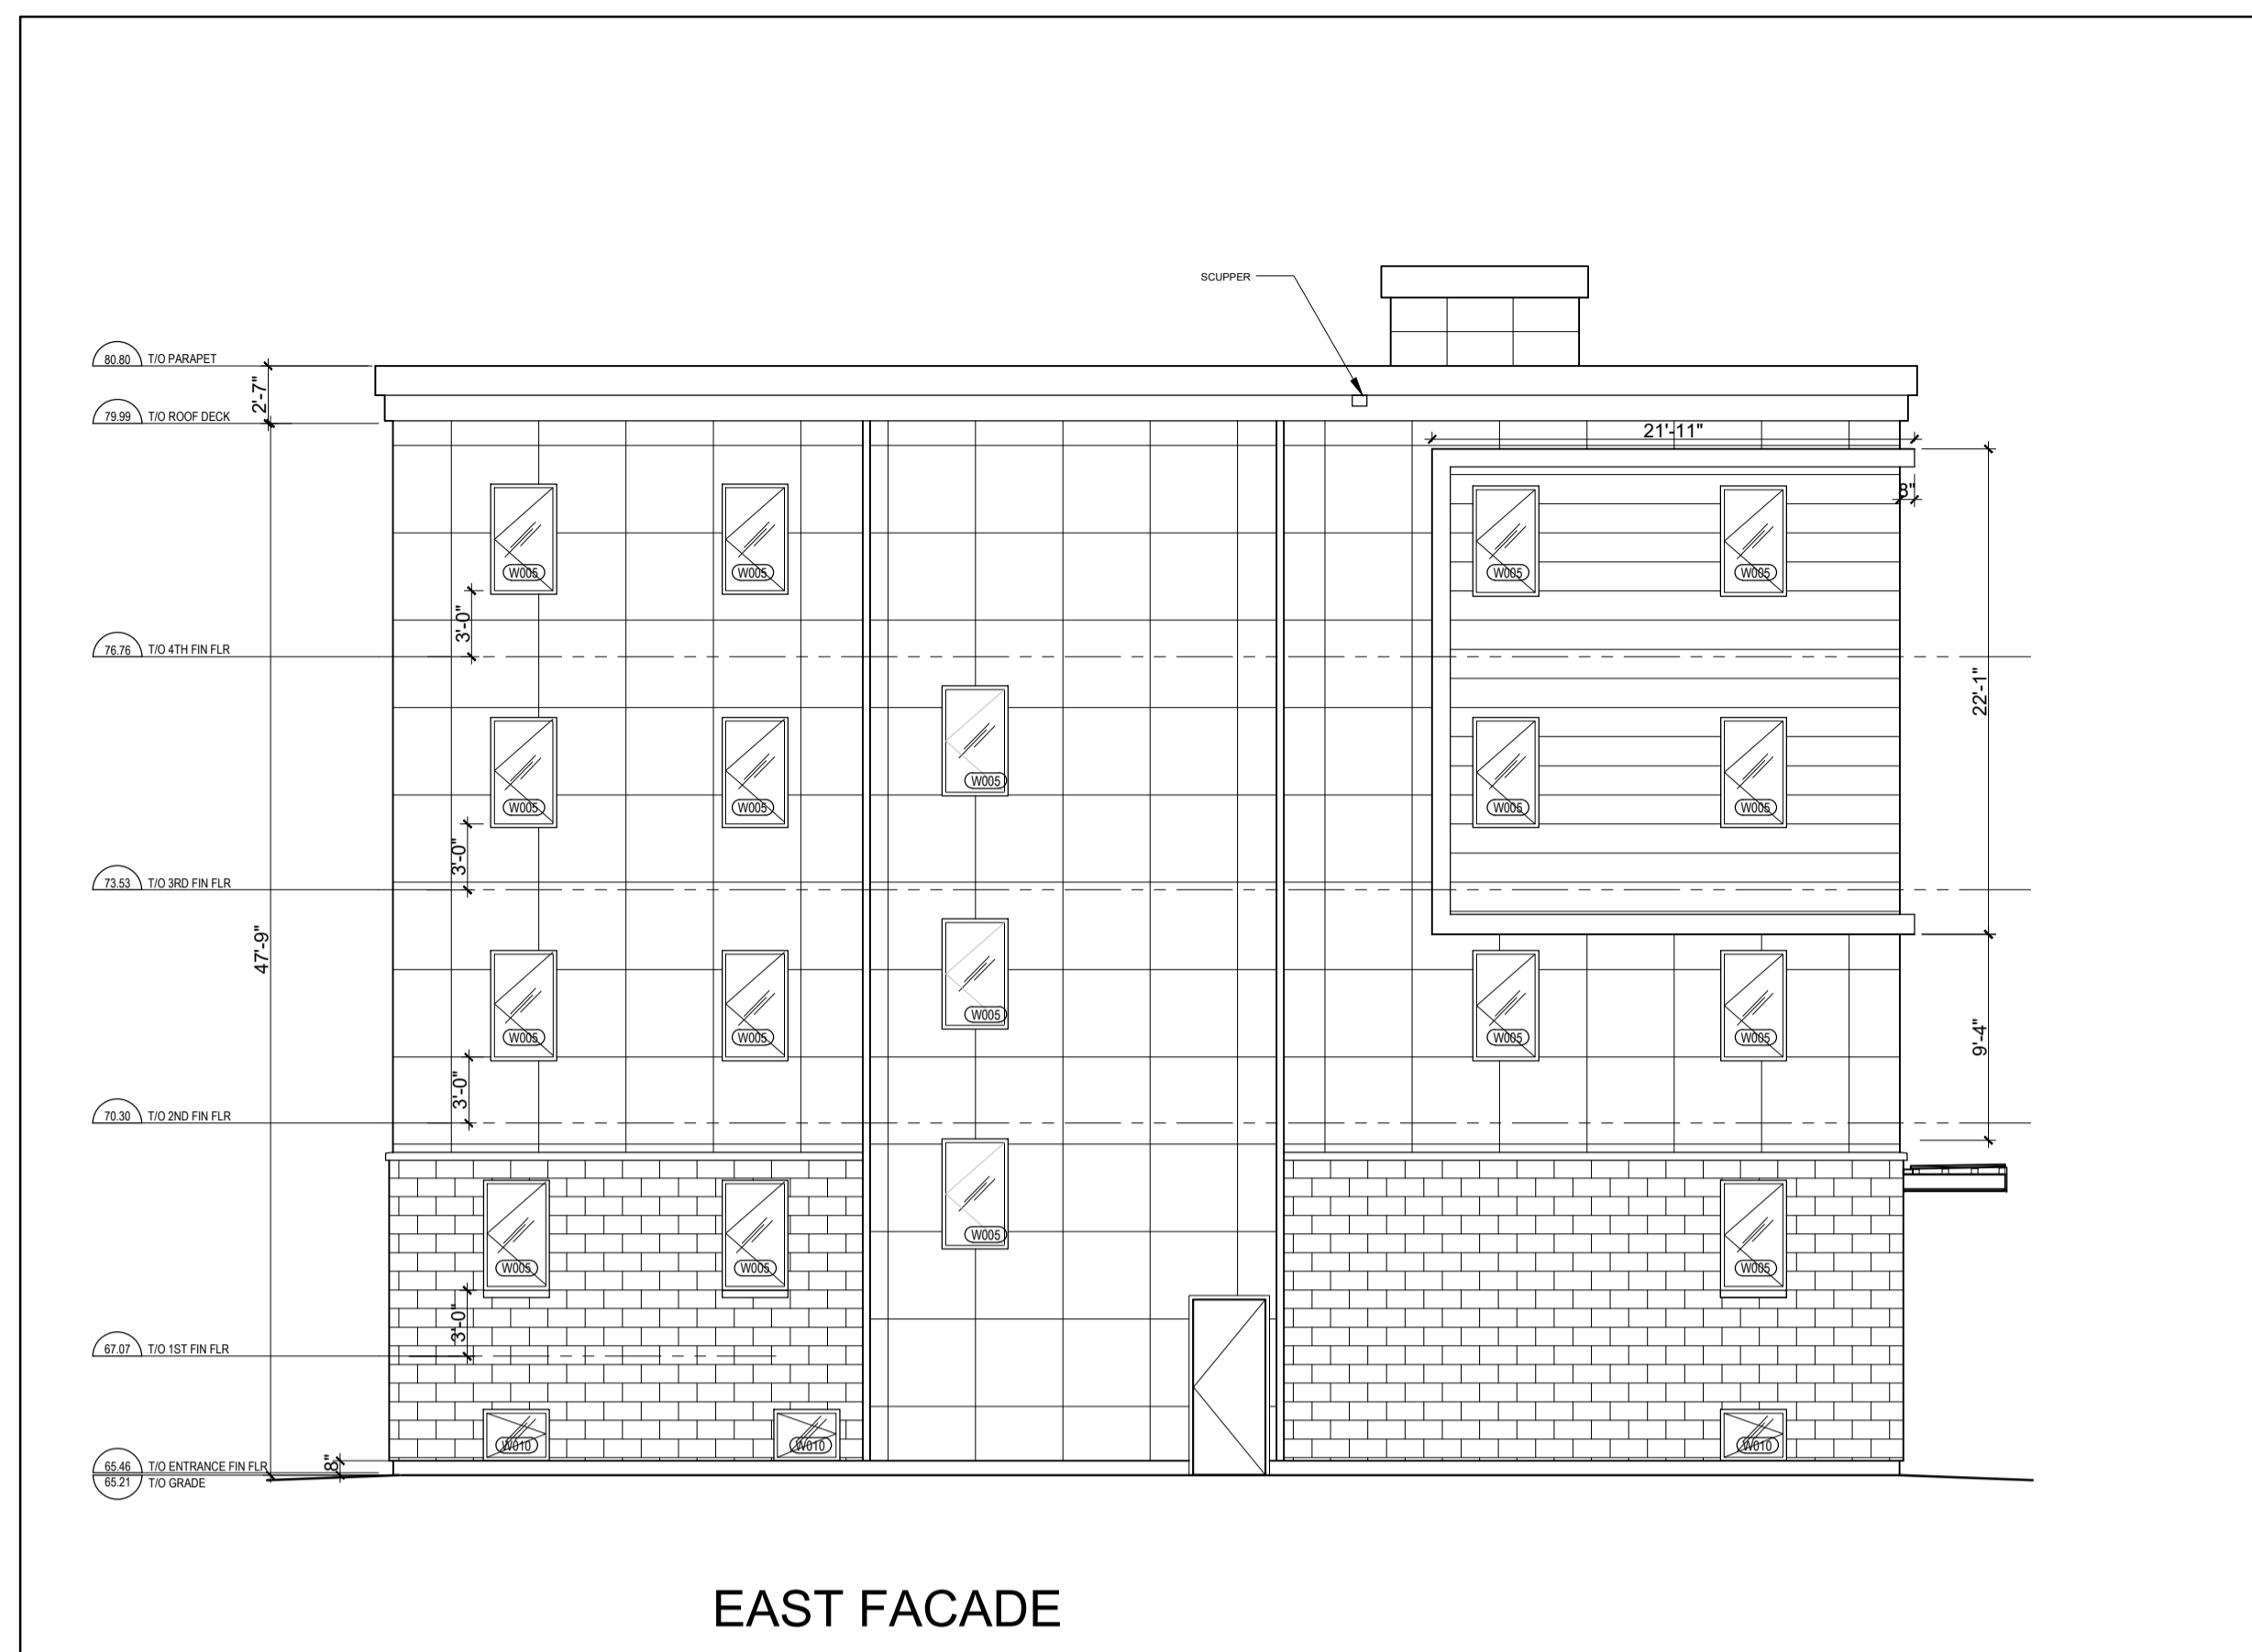 SCUPPER
80.80 T/O PARAPET
2'-7"
79.99 T/O ROOF DECK
21'-11"
8"
W005 W005 W005 W005
3'-0"
76.76 T/O 4TH FIN FLR
22'-1"
W005
W005 W005 W005 W005
3'-0"
73.53 T/O 3RD FIN FLR
47'-9"
W005
W005 W005 W005 W005
9'-4"
3'-0"
70.30 T/O 2ND FIN FLR
W005
W005 W005 W005
3'-0"
67.07 T/O 1ST FIN FLR
W010 W010 W010
8"
65.46 T/O ENTRANCE FIN FLR
65.21 T/O GRADE
EAST FACADE